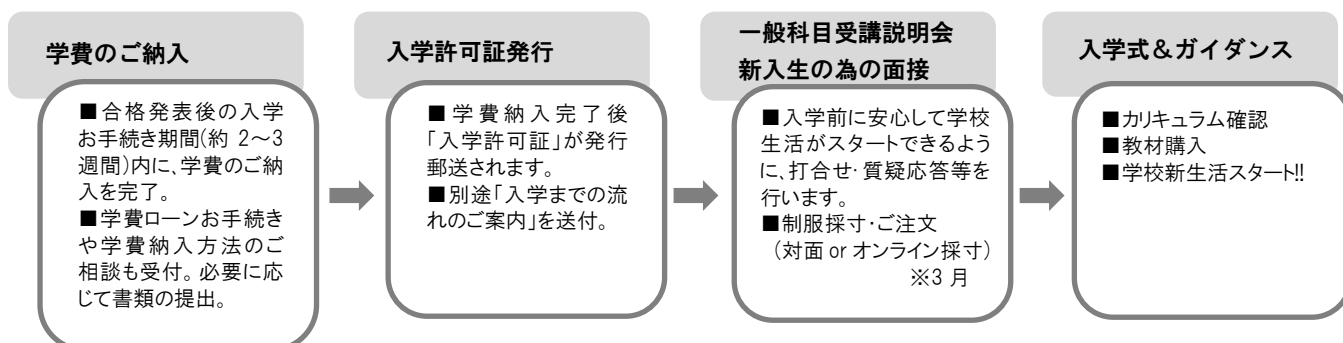 学費のご納入
■合格発表後の入学
お手続き期間(約 2～3
週間)内に、学費のご納
入を完了。
■学費ローンお手続き
や学費納入方法のご
相談も受付。必要に応
じて書類の提出。
入学許可証発行
■学費納入完了後
「入学許可証」が発行
郵送されます。
■別途「入学までの流
れのご案内」を送付。
一般科目受講説明会
新入生の為の面接
■入学前に安心して学校
生活がスタートできるよう
に、打合せ・質疑応答等を
行います。
■制服採寸・ご注文
（対面 or オンライン採寸）
※3 月
入学式＆ガイダンス
■カリキュラム確認
■教材購入
■学校新生活スタート!!